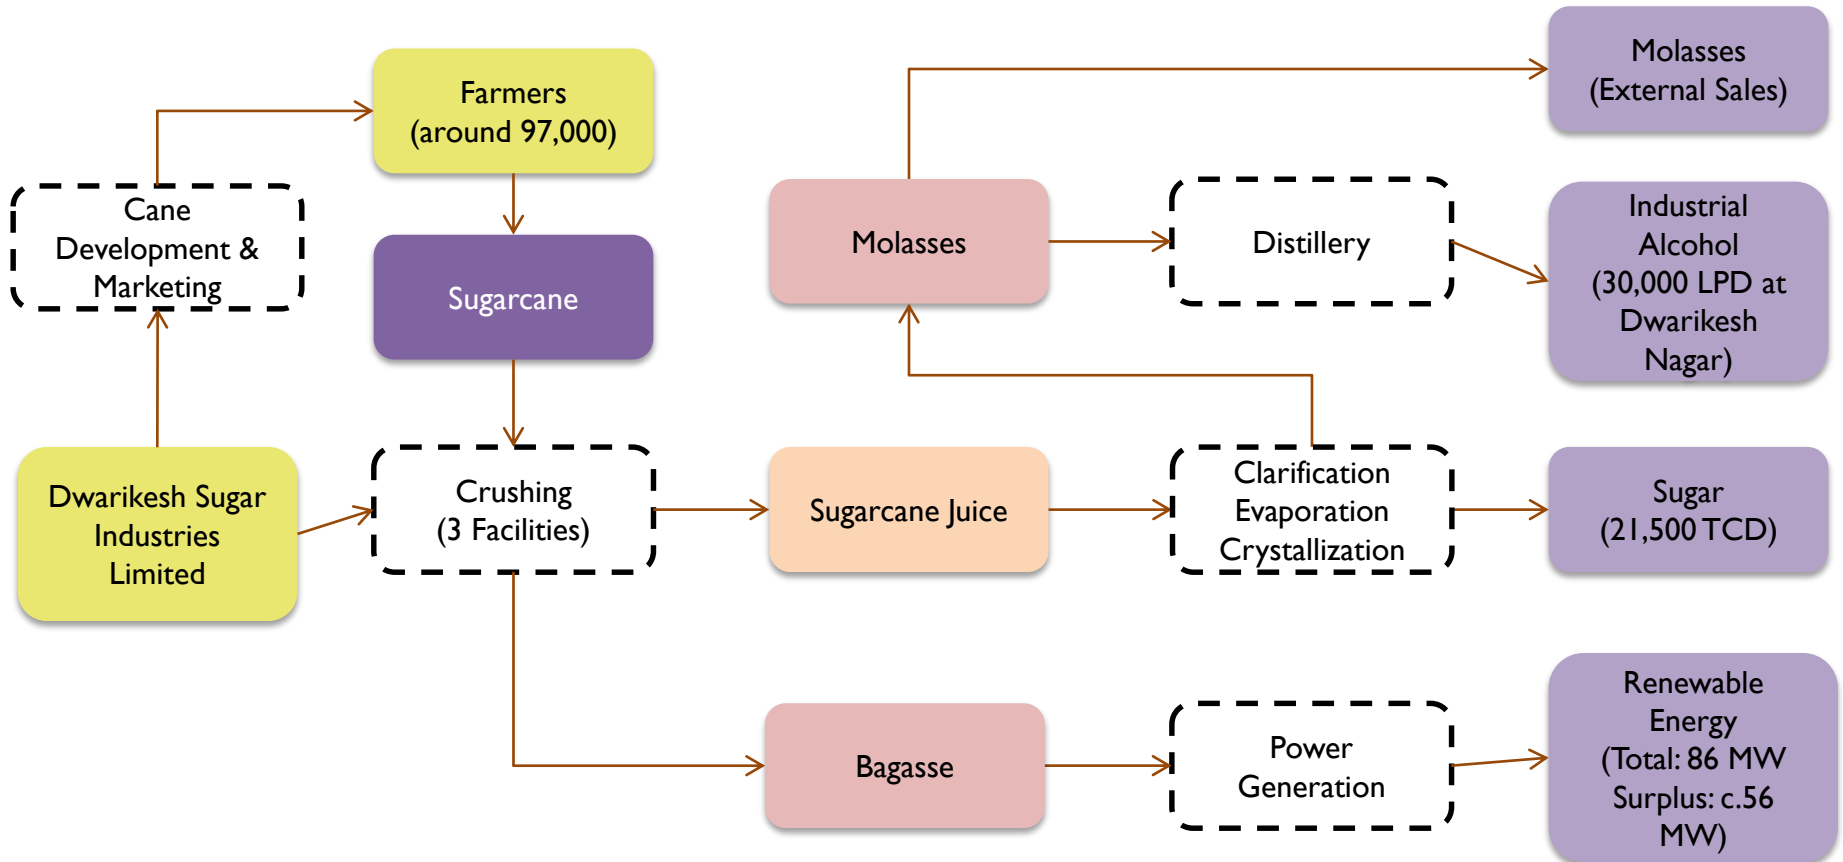 Molasses
(External Sales)
Farmers
(around 97,000)
Cane
Development &
Marketing
Sugarcane
Molasses
Distillery
Industrial
Alcohol
(30,000 LPD at
Dwarikesh
Nagar)
Dwarikesh Sugar
Industries
Limited
Crushing
(3 Facilities)
Sugarcane Juice
Clarification
Evaporation
Crystallization
Sugar
(21,500 TCD)
Bagasse
Power
Generation
Renewable
Energy
(Total: 86 MW
Surplus: c.56
MW)